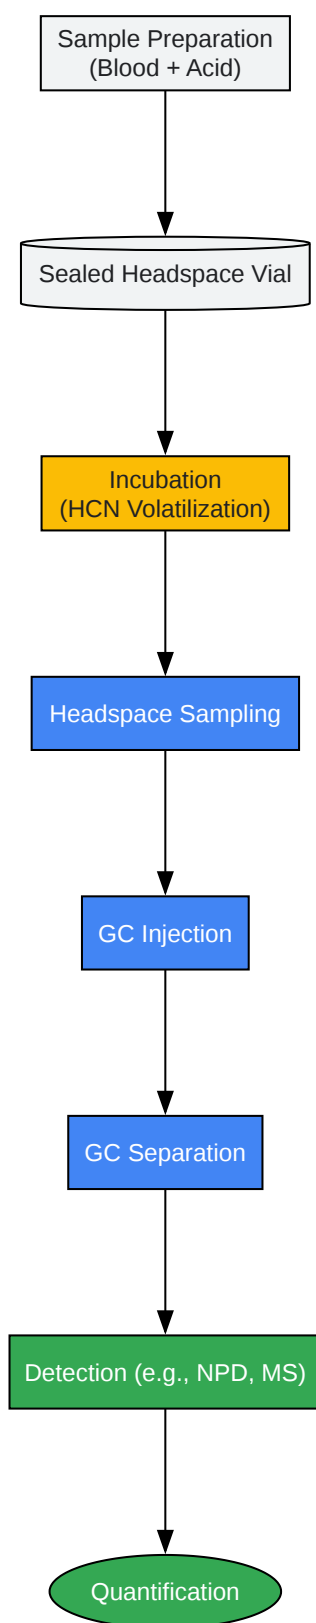 Sample Preparation
(Blood + Acid)
Sealed Headspace Vial
Incubation
(HCN Volatilization)
Headspace Sampling
GC Injection
GC Separation
Detection (e.g., NPD, MS)
Quantification